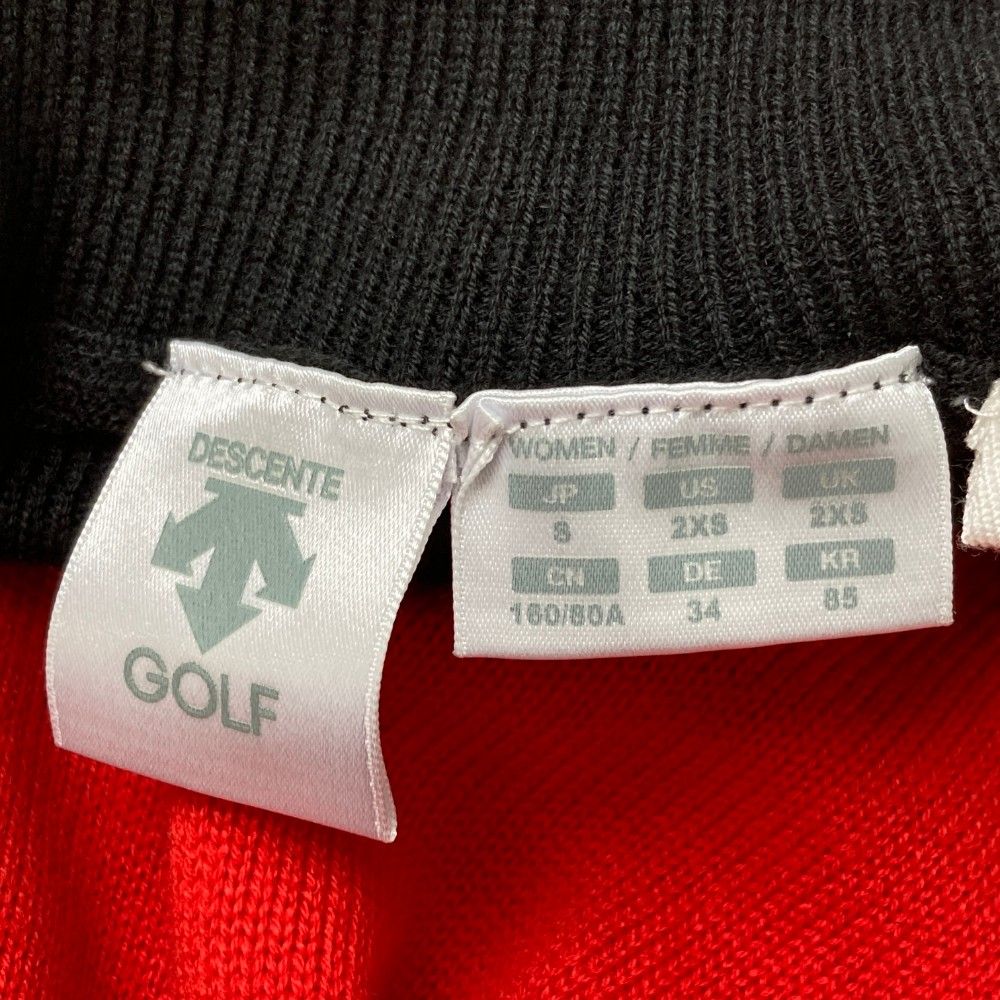 DESCENTE
GOLF
WOMEN / FEMME / DAMEN
JP US UK
S 2XS 2XS
CN DE KR
160/80A 34 85